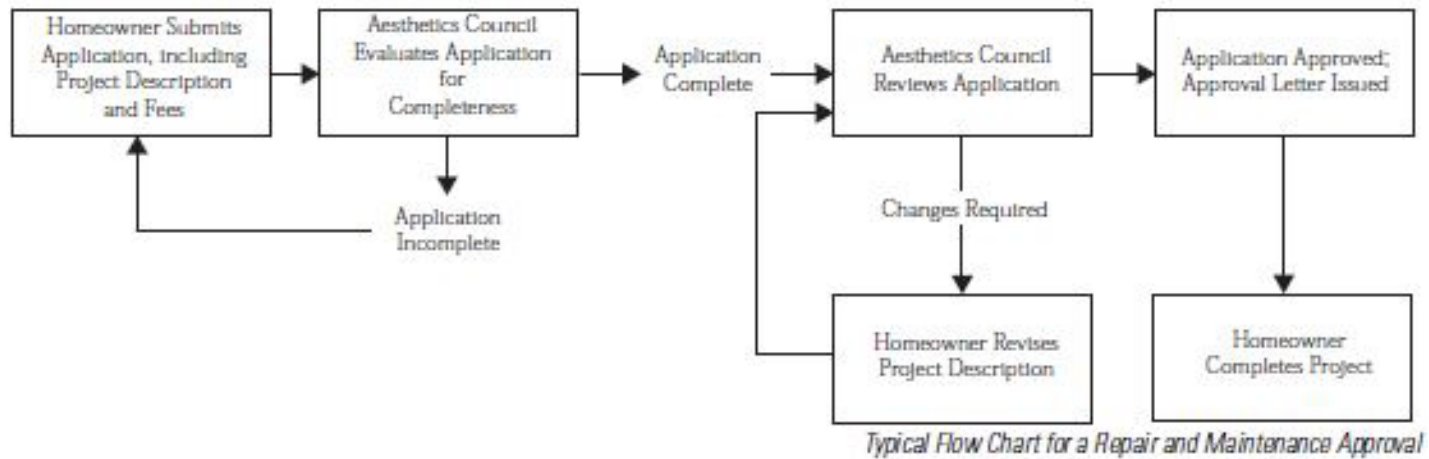 Homeowner Submits
Application, including
Project Description
and Fees
Aesthetics Council
Evaluates Application
for
Completeness
Application
Complete
Aesthetics Council
Reviews Application
Application Approved;
Approval Letter Issued
Application
Incomplete
Changes Required
Homeowner Revises
Project Description
Homeowner
Completes Project
Typical Flow Chart for a Repair and Maintenance Approval